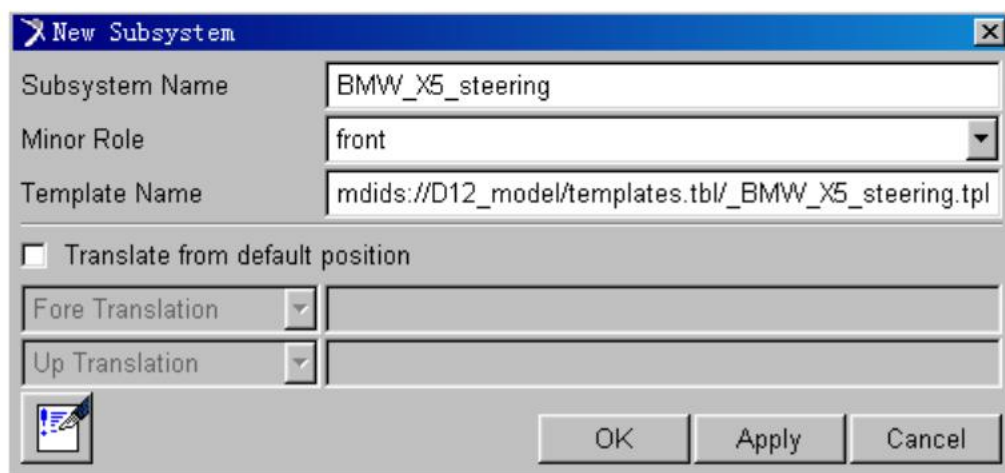 New Subsystem
Subsystem Name BMW_X5_steering
Minor Role front
Template Name mdids://D12_model/templates.tbl/_BMW_X5_steering.tpl
Translate from default position
Fore Translation
Up Translation
OK Apply Cancel